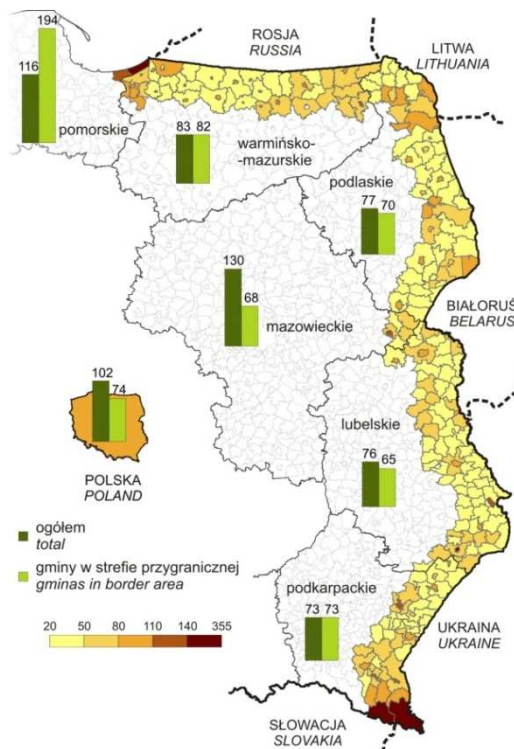 ROSJA
RUSSIA
LITWA
LITHUANIA
194
116
pomorskie
83 82
warmińsko-
-mazurskie
podlaskie
77
70
130
68
mazowieckie
BIAŁORUŚ
BELARUS
102
74
POLSKA
POLAND
lubelskie
76
65
ogółem
total
gminy w strefie przygranicznej
gminas in border area
podkarpackie
73 73
20 50 80 110 140 355
UKRAINA
UKRAINE
SŁOWACJA
SLOVAKIA